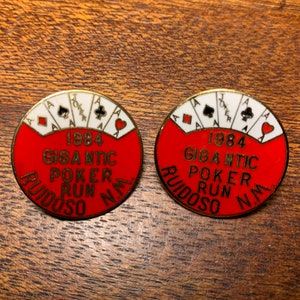 1984
GIGANTIC
POKER
RUN
RUIDOSO N.M.
1984
GIGANTIC
POKER
RUN
RUIDOSO N.M.